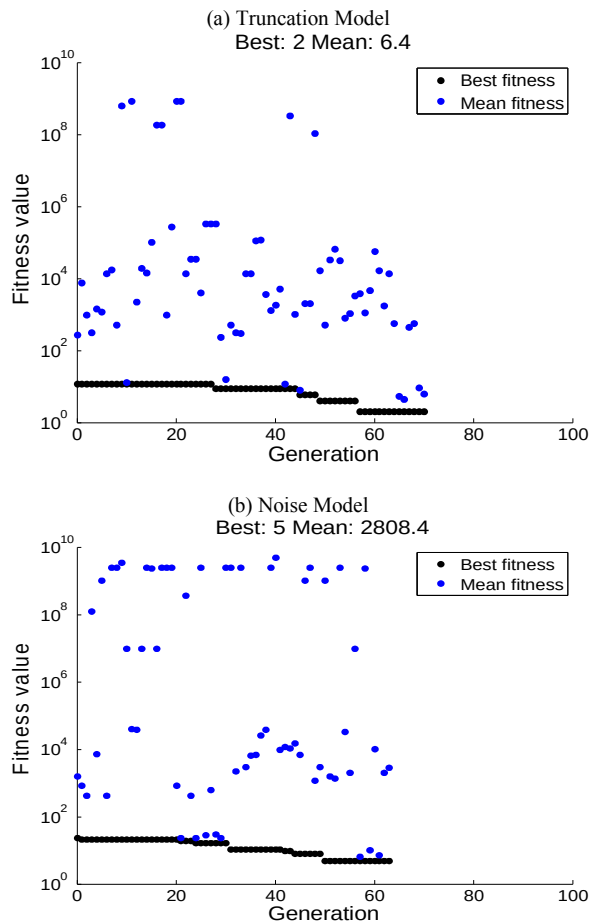 (a) Truncation Model
Best: 2 Mean: 6.4
10^10
10^8
10^6
10^4
10^2
10^0
Fitness value
Best fitness
Mean fitness
0 20 40 60 80 100
Generation
(b) Noise Model
Best: 5 Mean: 2808.4
10^10
10^8
10^6
10^4
10^2
10^0
Fitness value
Best fitness
Mean fitness
0 20 40 60 80 100
Generation